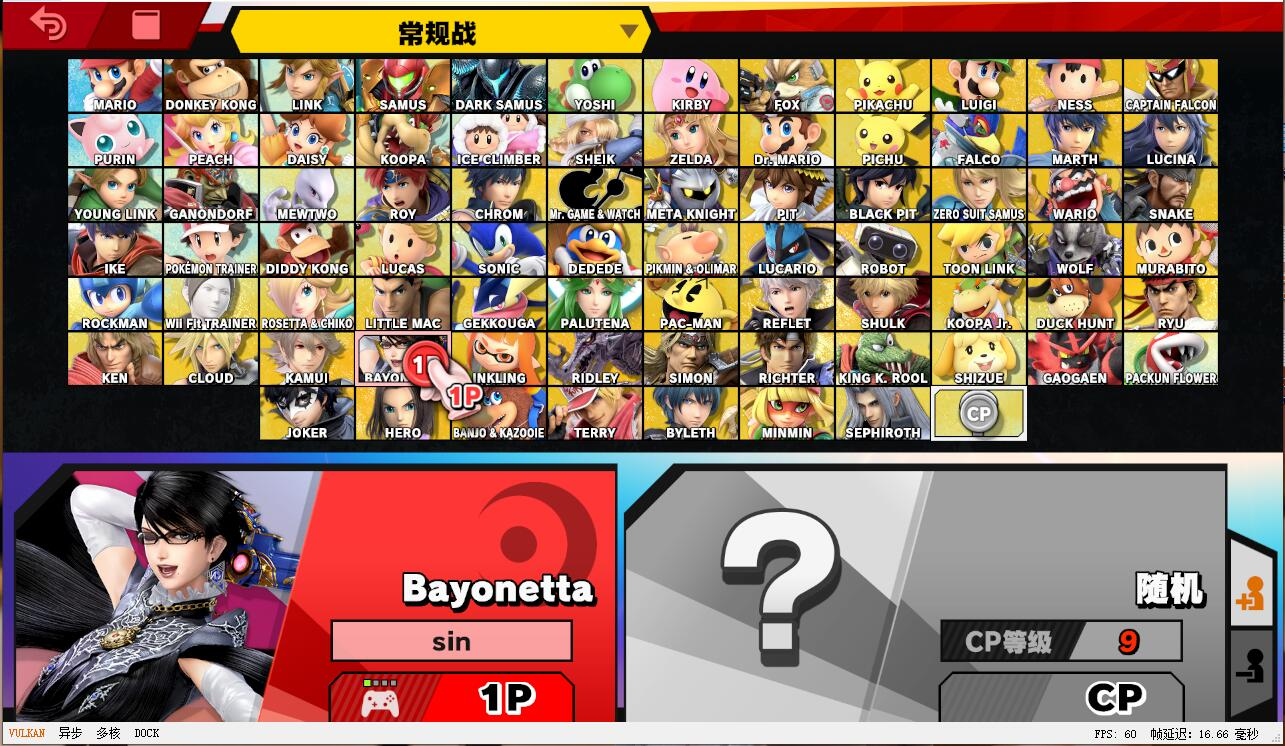 常规战
MARIO DONKEY KONG LINK SAMUS DARK SAMUS YOSHI KIRBY FOX PIKACHU LUIGI NESS CAPTAIN FALCON
PURIN PEACH DAISY KOOPA ICE CLIMBER SHEIK ZELDA Dr. MARIO PICHU FALCO MARTH LUCINA
YOUNG LINK GANONDORF MEWTWO ROY CHROM Mr. GAME & WATCH META KNIGHT PIT BLACK PIT ZERO SUIT SAMUS WARIO SNAKE
IKE POKÉMON TRAINER DIDDY KONG LUCAS SONIC DEDEDE PIKMIN & OLIMAR LUCARIO ROBOT TOON LINK WOLF MURABITO
ROCKMAN Wii Fit TRAINER ROSETTA & CHIKO LITTLE MAC GEKKOUGA PALUTENA PAC-MAN REFLET SHULK KOOPA Jr. DUCK HUNT RYU
KEN CLOUD KAMUI BAYO 1P INKLING RIDLEY SIMON RICHTER KING K. ROOL SHIZUE GAOGAEN PACKUN FLOWER
1P
JOKER HERO BANJO & KAZOOIE TERRY BYLETH MINMIN SEPHIROTH CP
Bayonetta
sin
1P
随机
CP等级 9
CP
VULKAN 异步 多核 DOCK FPS: 60 帧延迟: 16.66 毫秒